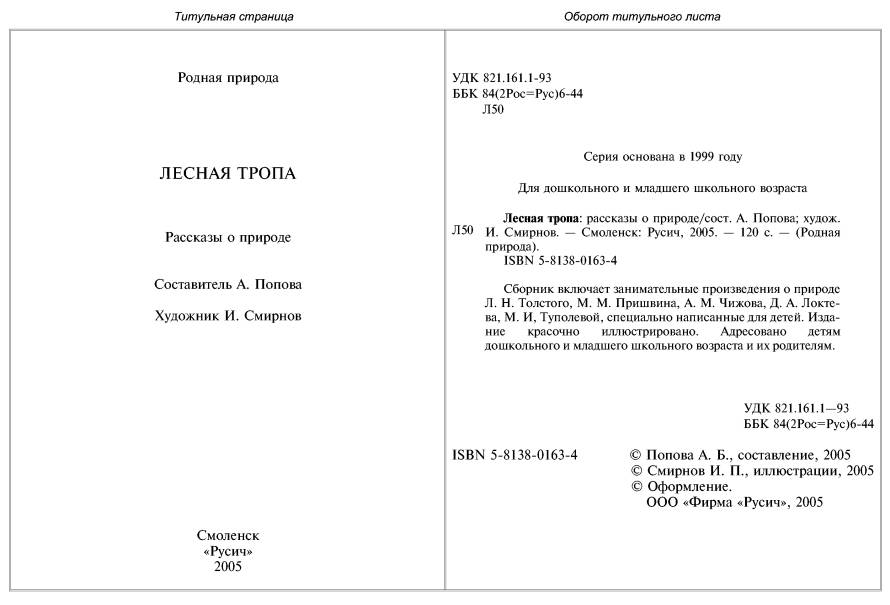 Титульная страница
Оборот титульного листа
Родная природа
ЛЕСНАЯ ТРОПА
Рассказы о природе
Составитель А. Попова
Художник И. Смирнов
Смоленск
«Русич»
2005
УДК 821.161.1-93
ББК 84(2Рос=Рус)6-44
Л50
Серия основана в 1999 году
Для дошкольного и младшего школьного возраста
Лесная тропа: рассказы о природе/сост. А. Попова; худож.
Л50 И. Смирнов. — Смоленск: Русич, 2005. — 120 с. — (Родная
природа).
ISBN 5-8138-0163-4
Сборник включает занимательные произведения о природе
Л. Н. Толстого, М. М. Пришвина, А. М. Чижова, Д. А. Локте-
ва, М. И, Туполевой, специально написанные для детей. Изда-
ние красочно иллюстрировано. Адресовано детям
дошкольного и младшего школьного возраста и их родителям.
УДК 821.161.1—93
ББК 84(2Рос=Рус)6-44
ISBN 5-8138-0163-4
© Попова А. Б., составление, 2005
© Смирнов И. П., иллюстрации, 2005
© Оформление.
ООО «Фирма «Русич», 2005